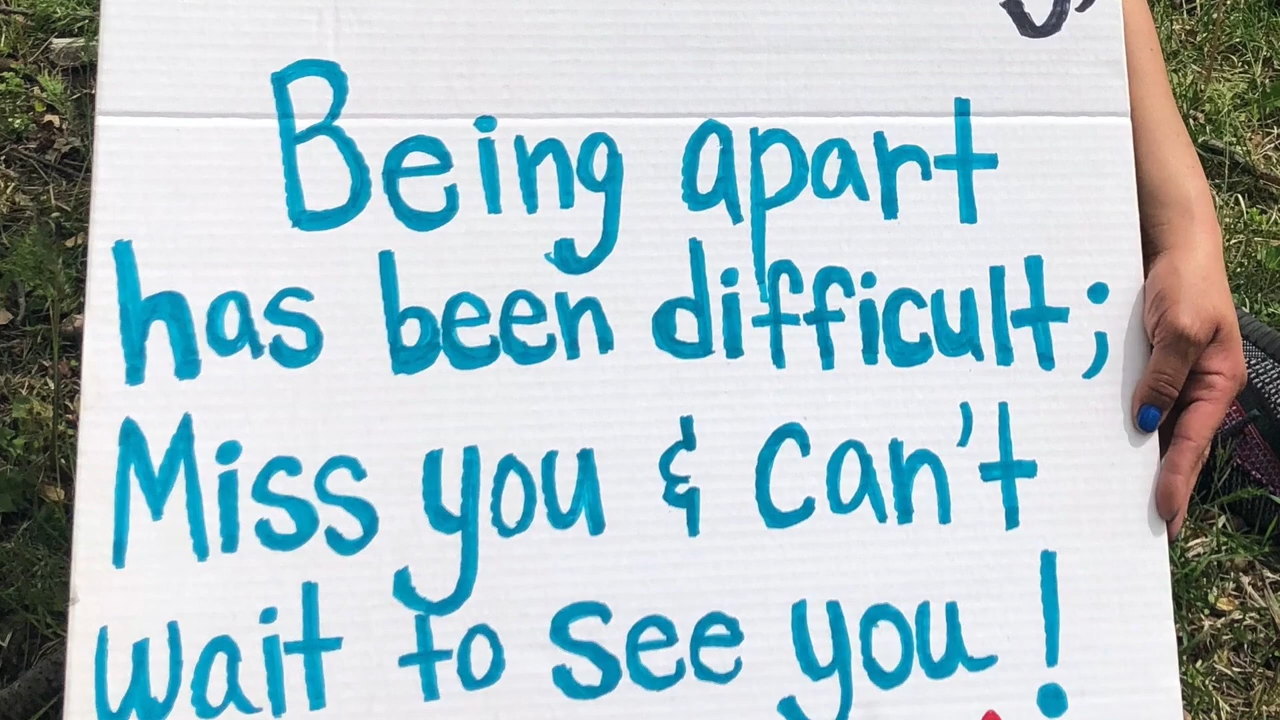 Being apart
has been difficult;
Miss you & can't
wait to see you!